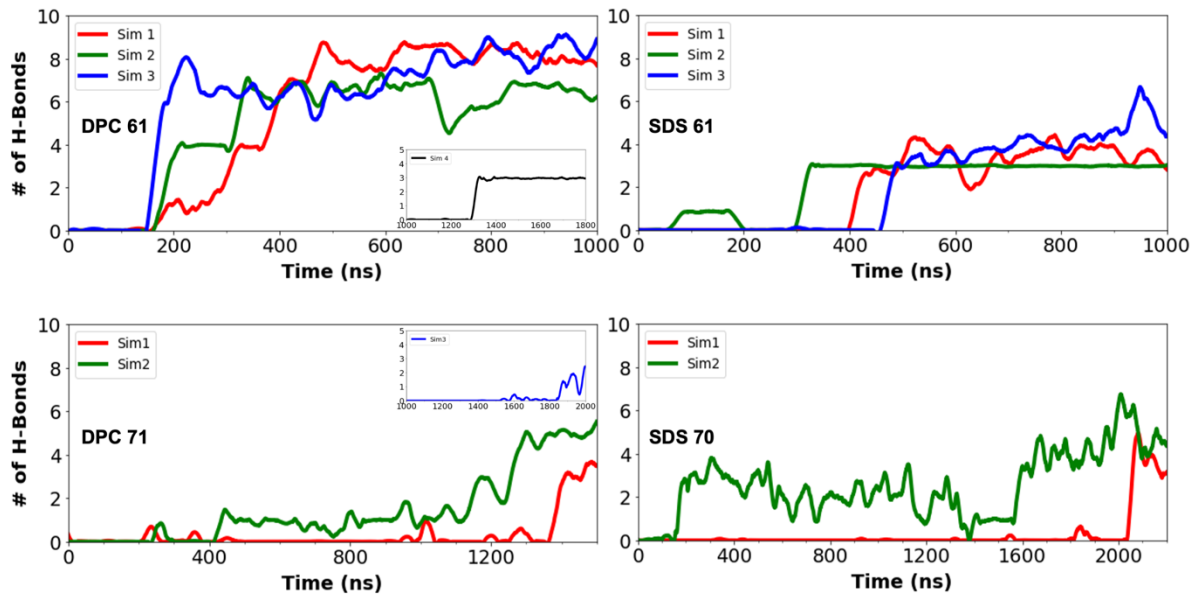 # of H-Bonds
10
8
6
4
2
0
Sim 1
Sim 2
Sim 3
DPC 61
5
4
3
2
1
0
Sim 4
1000 1200 1400 1600 1800
0 200 400 600 800 1000
Time (ns)
10
8
6
4
2
0
Sim 1
Sim 2
Sim 3
SDS 61
0 200 400 600 800 1000
Time (ns)
# of H-Bonds
10
8
6
4
2
0
Sim1
Sim2
DPC 71
5
4
3
2
1
0
Sim3
1000 1200 1400 1600 1800 2000
0 400 800 1200
Time (ns)
10
8
6
4
2
0
Sim1
Sim2
SDS 70
0 400 800 1200 1600 2000
Time (ns)